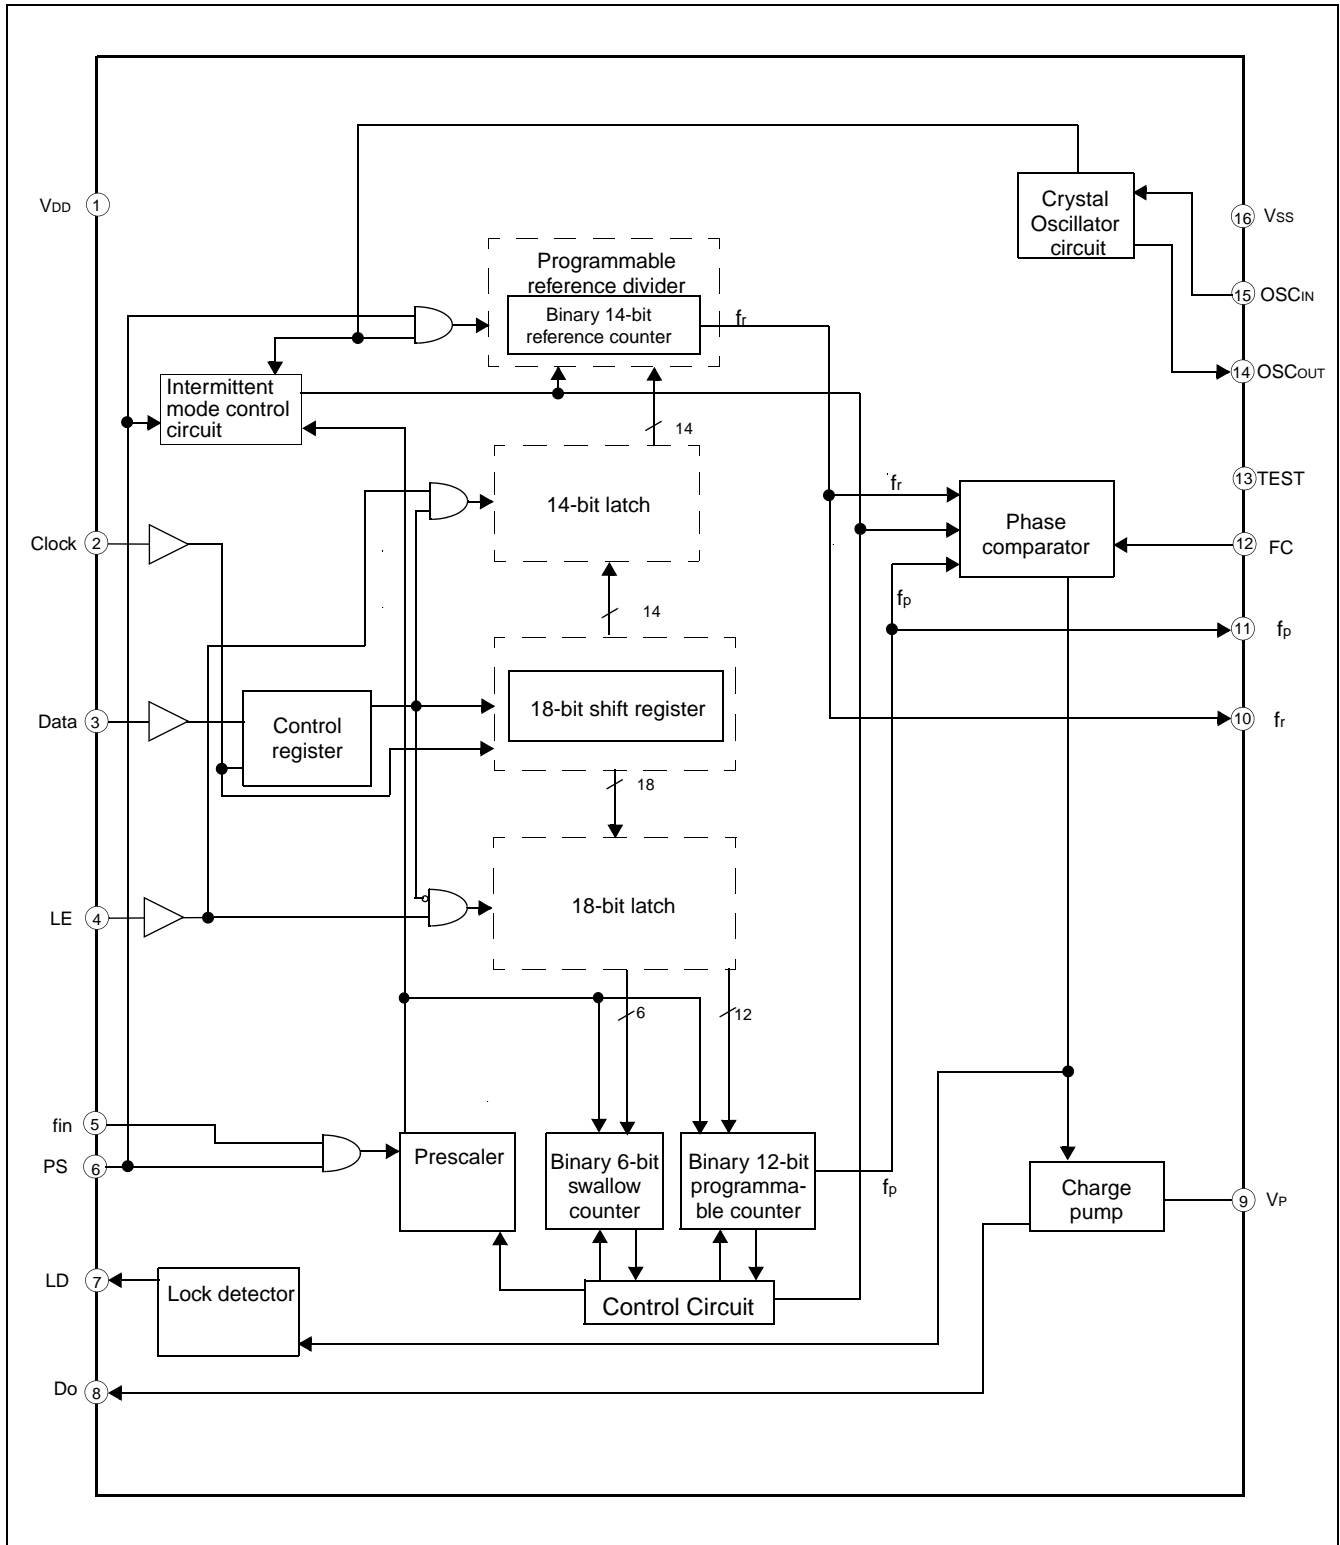 VDD 1
Clock 2
Data 3
LE 4
fin 5
PS 6
LD 7
Do 8
Crystal
Oscillator
circuit
16 VSS
15 OSCIN
14 OSCOUT
13 TEST
12 FC
11 fp
10 fr
9 VP
Programmable
reference divider
Binary 14-bit
reference counter
fr
Intermittent
mode control
circuit
14
14-bit latch
fr
Phase
comparator
fp
14
18-bit shift register
Control
register
18
18-bit latch
6
12
Prescaler
Binary 6-bit
swallow
counter
Binary 12-bit
programma-
ble counter
fp
Charge
pump
Lock detector
Control Circuit